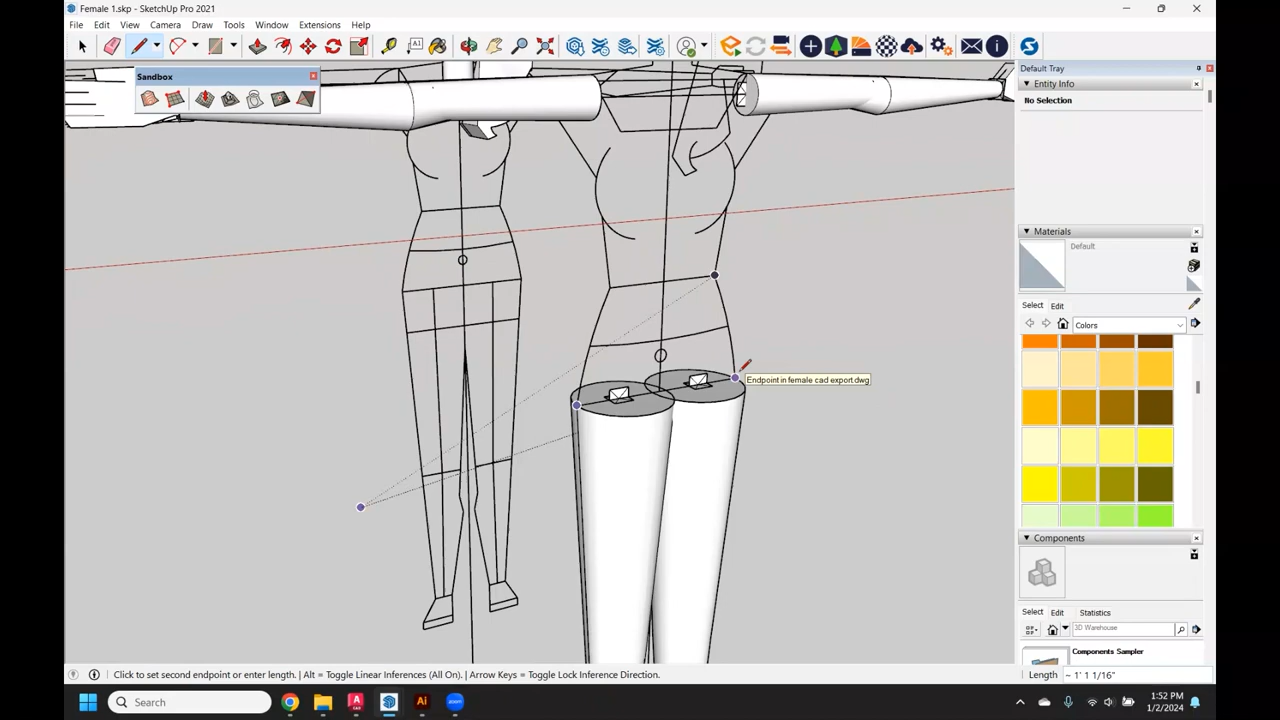 Female 1.skp - SketchUp Pro 2021
File Edit View Camera Draw Tools Window Extensions Help
Sandbox
Default Tray
Entity Info
No Selection
Materials
Default
Select Edit
Colors
Endpoint in female cad export.dwg
Components
Select Edit Statistics
3D Warehouse
Components Sampler
Click to set second endpoint or enter length. | Alt = Toggle Linear Inferences (All On). | Arrow Keys = Toggle Lock Inference Direction.
Length ~ 1' 1 1/16"
Search
1:52 PM
1/2/2024